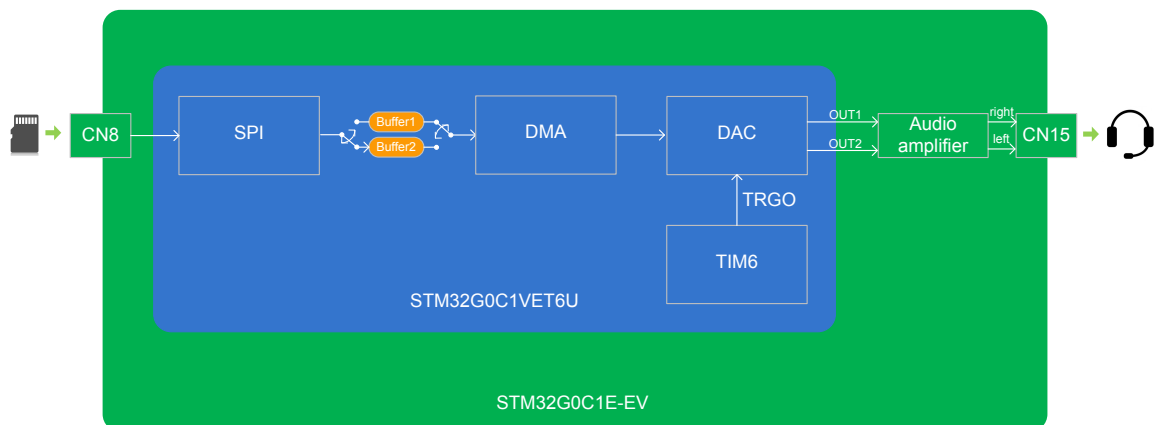 CN8
SPI
Buffer1
Buffer2
DMA
DAC
OUT1
OUT2
Audio
amplifier
right
left
CN15
TRGO
TIM6
STM32G0C1VET6U
STM32G0C1E-EV